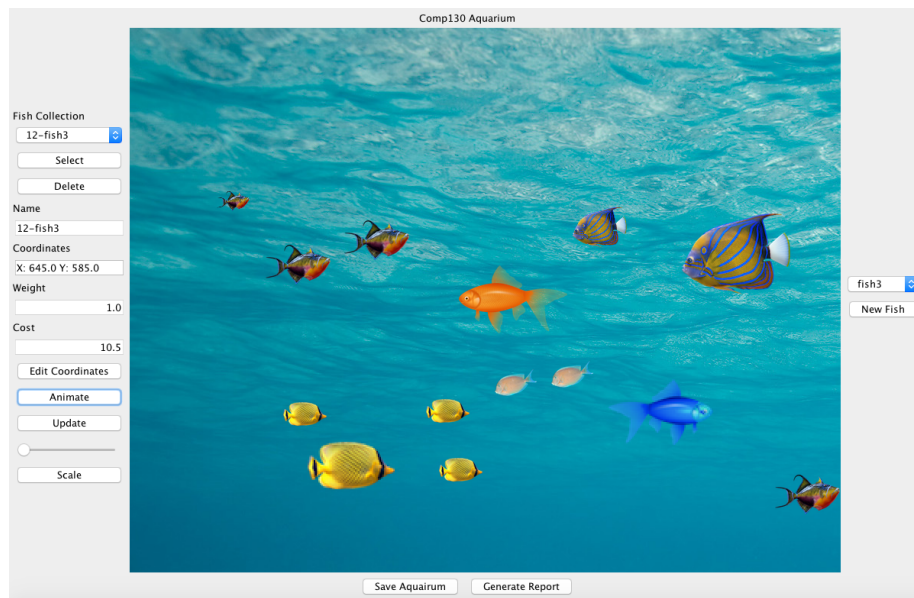 Comp130 Aquarium
Fish Collection
12-fish3
Select
Delete
Name
12-fish3
Coordinates
X: 645.0 Y: 585.0
Weight
1.0
Cost
10.5
Edit Coordinates
Animate
Update
Scale
fish3
New Fish
Save Aquairum
Generate Report